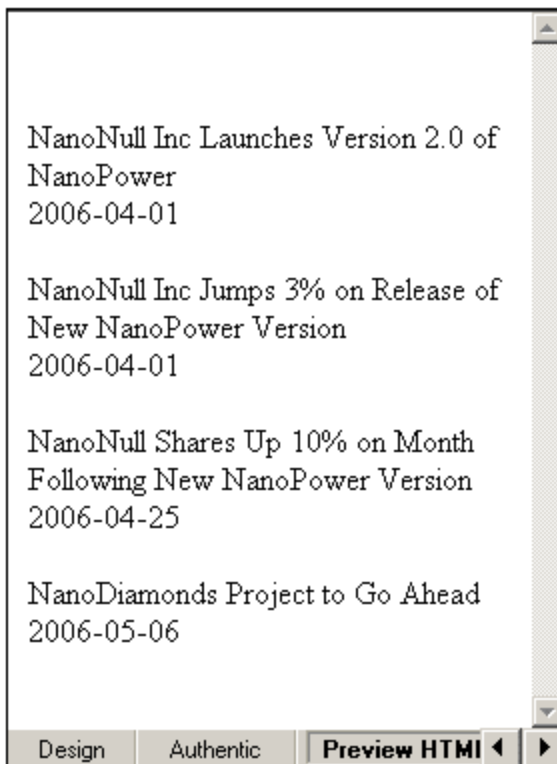 NanoNull Inc Launches Version 2.0 of
NanoPower
2006-04-01
NanoNull Inc Jumps 3% on Release of
New NanoPower Version
2006-04-01
NanoNull Shares Up 10% on Month
Following New NanoPower Version
2006-04-25
NanoDiamonds Project to Go Ahead
2006-05-06
Design Authentic Preview HTML